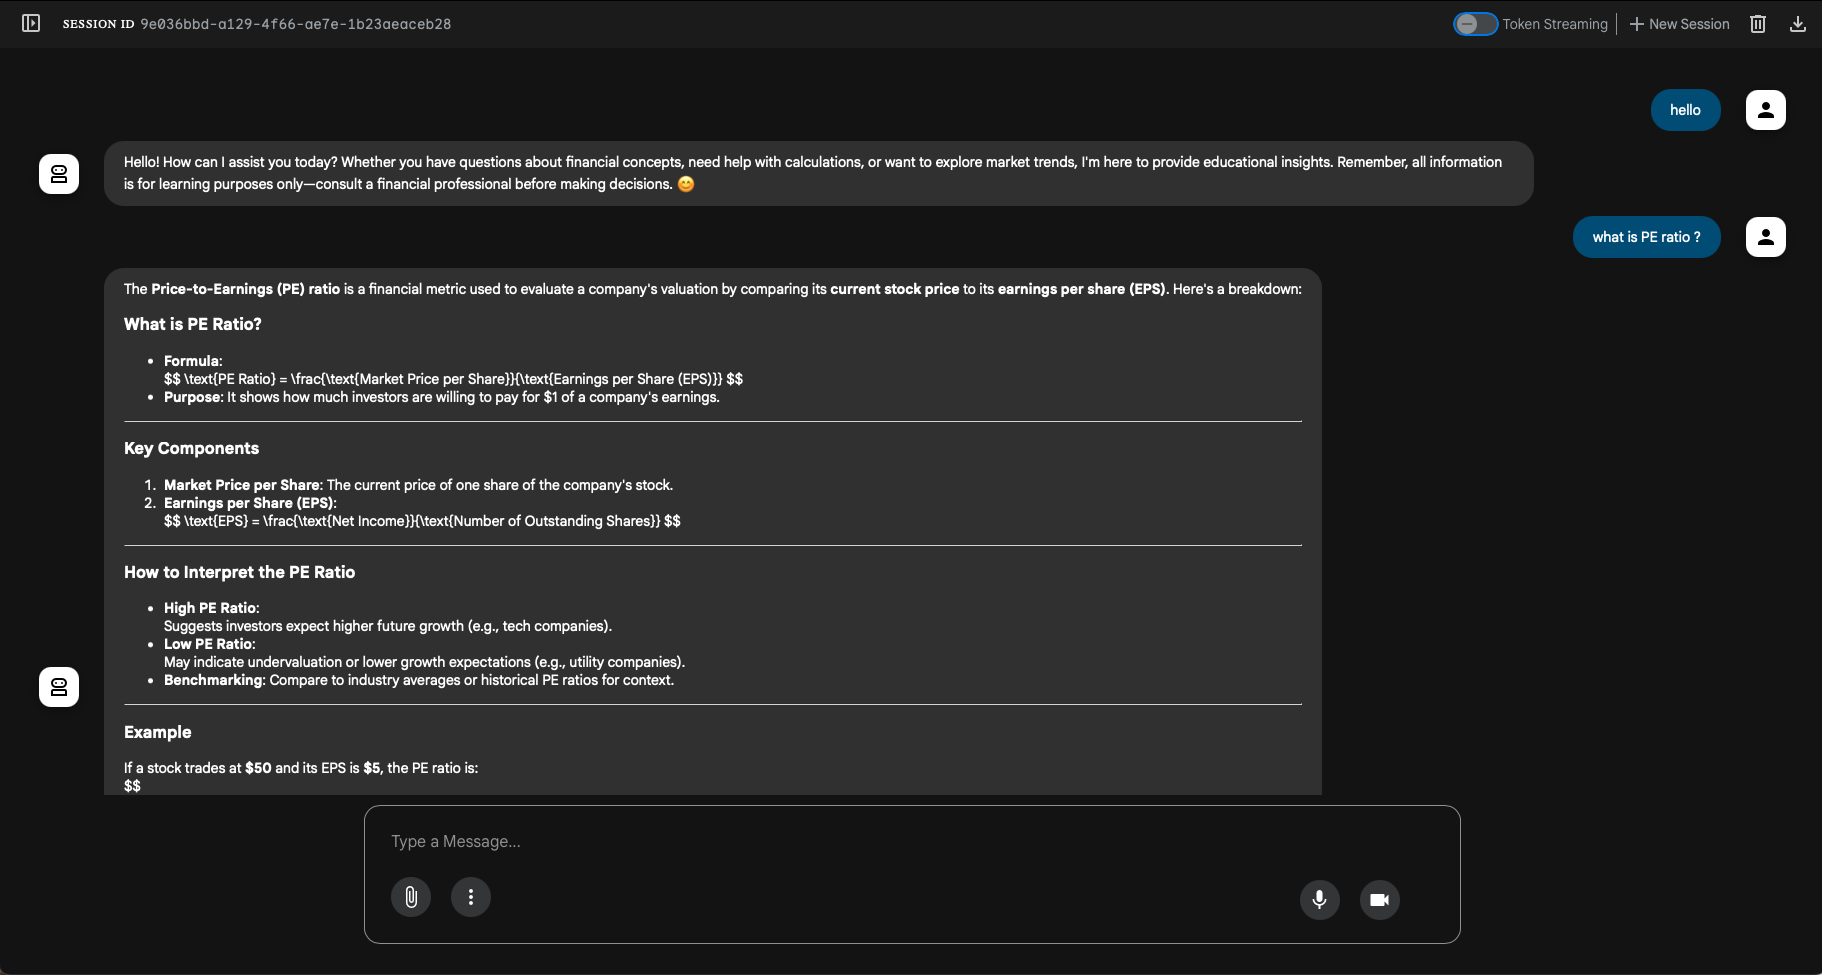 SESSION ID 9e036bbd-a129-4f66-ae7e-1b23aeaceb28
Token Streaming
New Session
hello
Hello! How can I assist you today? Whether you have questions about financial concepts, need help with calculations, or want to explore market trends, I'm here to provide educational insights. Remember, all information
is for learning purposes only—consult a financial professional before making decisions. 😊
what is PE ratio ?
The Price-to-Earnings (PE) ratio is a financial metric used to evaluate a company's valuation by comparing its current stock price to its earnings per share (EPS). Here's a breakdown:
What is PE Ratio?
• Formula:
$$ \text{PE Ratio} = \frac{\text{Market Price per Share}}{\text{Earnings per Share (EPS)}} $$
• Purpose: It shows how much investors are willing to pay for $1 of a company's earnings.
Key Components
1. Market Price per Share: The current price of one share of the company's stock.
2. Earnings per Share (EPS):
$$ \text{EPS} = \frac{\text{Net Income}}{\text{Number of Outstanding Shares}} $$
How to Interpret the PE Ratio
• High PE Ratio:
Suggests investors expect higher future growth (e.g., tech companies).
• Low PE Ratio:
May indicate undervaluation or lower growth expectations (e.g., utility companies).
• Benchmarking: Compare to industry averages or historical PE ratios for context.
Example
If a stock trades at $50 and its EPS is $5, the PE ratio is:
$$
Type a Message...